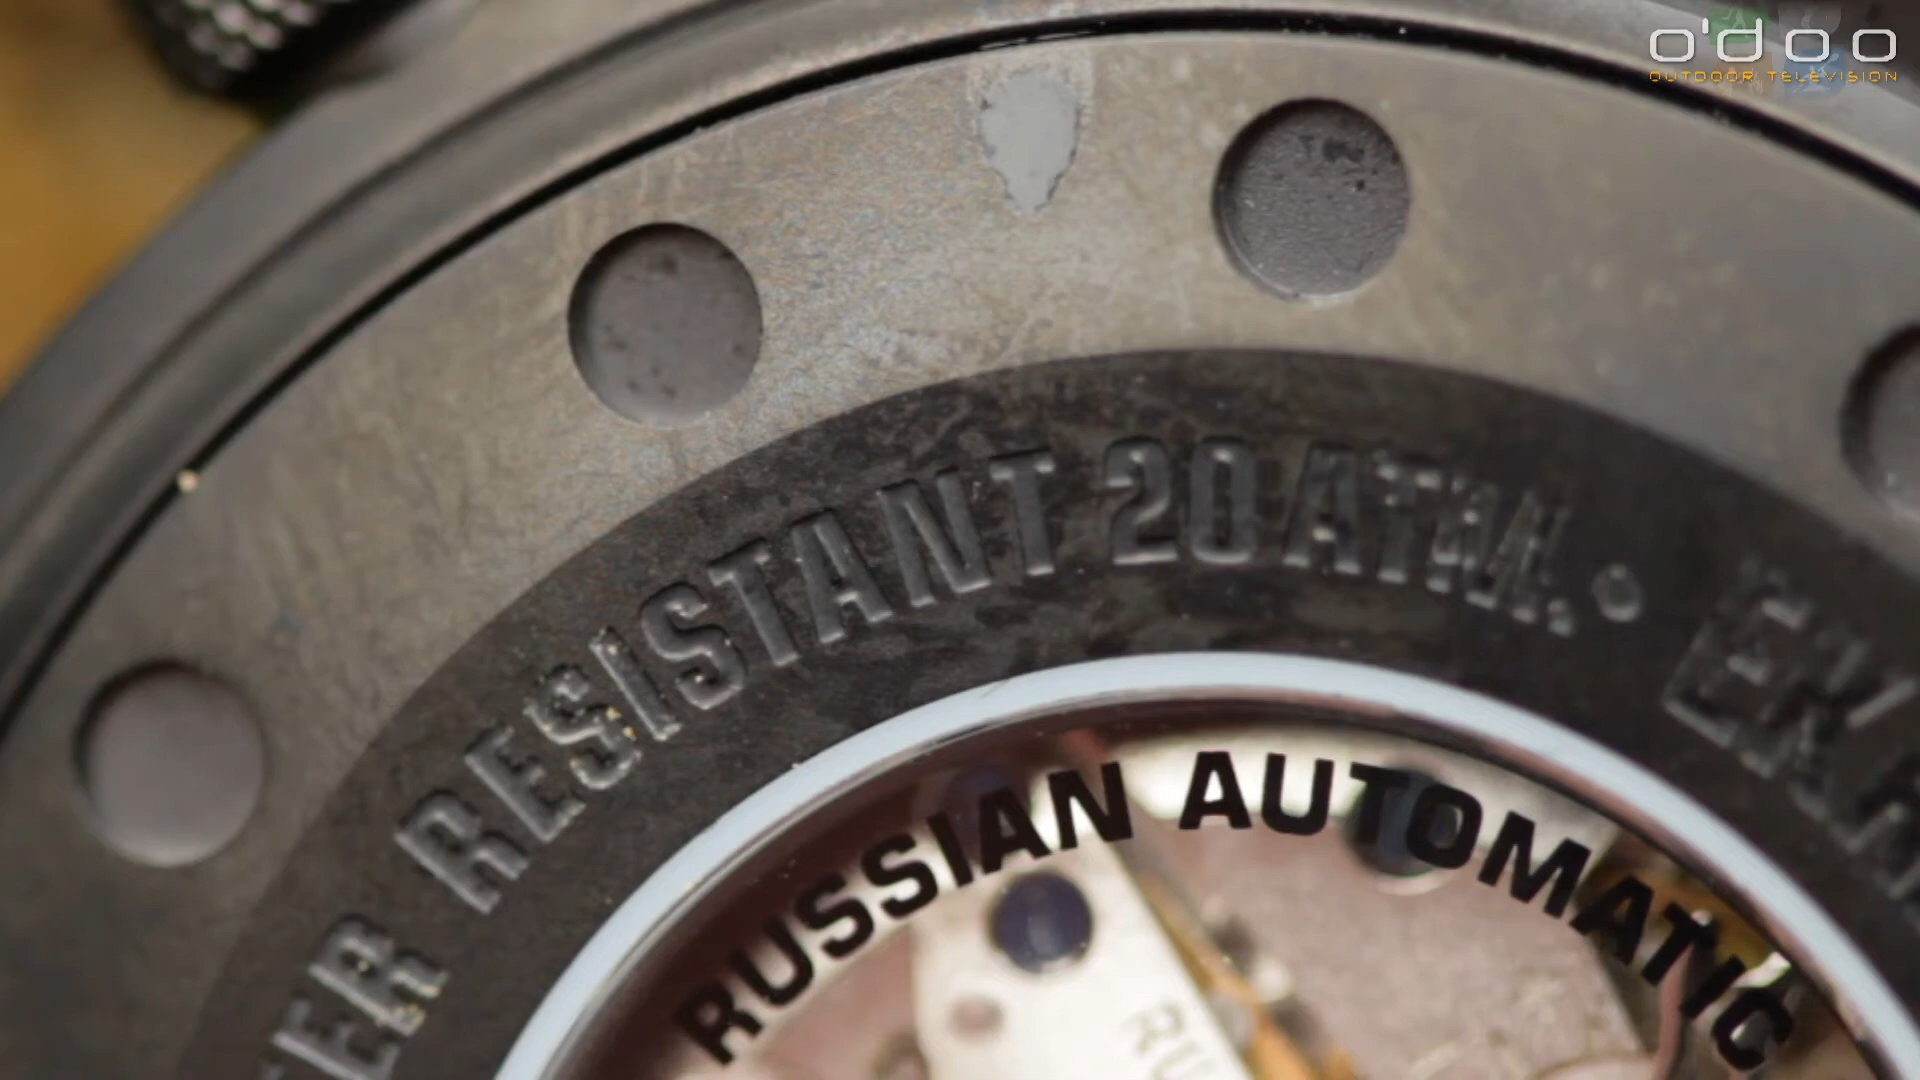 o'doo
OUTDOOR TELEVISION
RESISTANT 20 ATM. •
RUSSIAN AUTOMATIC